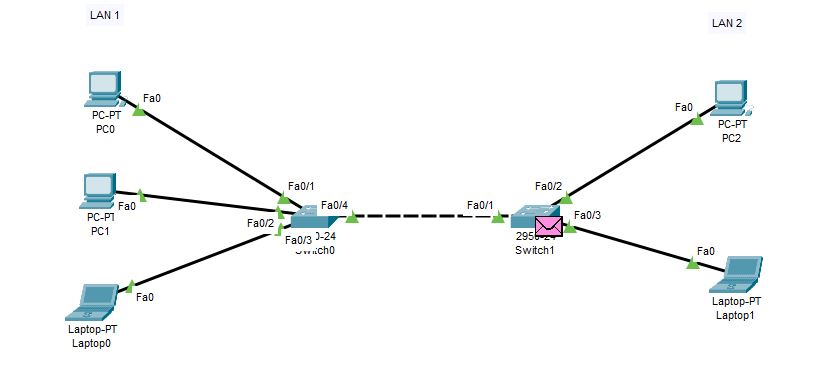 LAN 1
LAN 2
Fa0
PC-PT
PC0
Fa0
PC-PT
PC2
PC-PT
PC1
Fa0
Fa0/1
Fa0/4
Fa0/2
Fa0/3
0-24
Switch0
Fa0/1
Fa0/2
Fa0/3
2950-24
Switch1
Fa0
Laptop-PT
Laptop0
Fa0
Laptop-PT
Laptop1